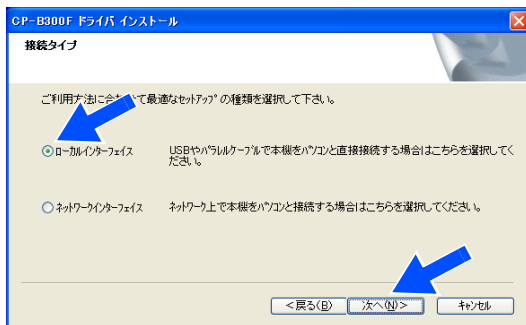 CP-B300F ドライバ インストール
接続タイプ
ご利用方法に合わせて最適なセットアップの種類を選択して下さい。
ローカルインターフェイス
USBやパラレルケーブルで本機をパソコンと直接接続する場合はこちらを選択してください。
ネットワークインターフェイス
ネットワーク上で本機をパソコンと接続する場合はこちらを選択してください。
<戻る(B)
次へ(N)>
キャンセル